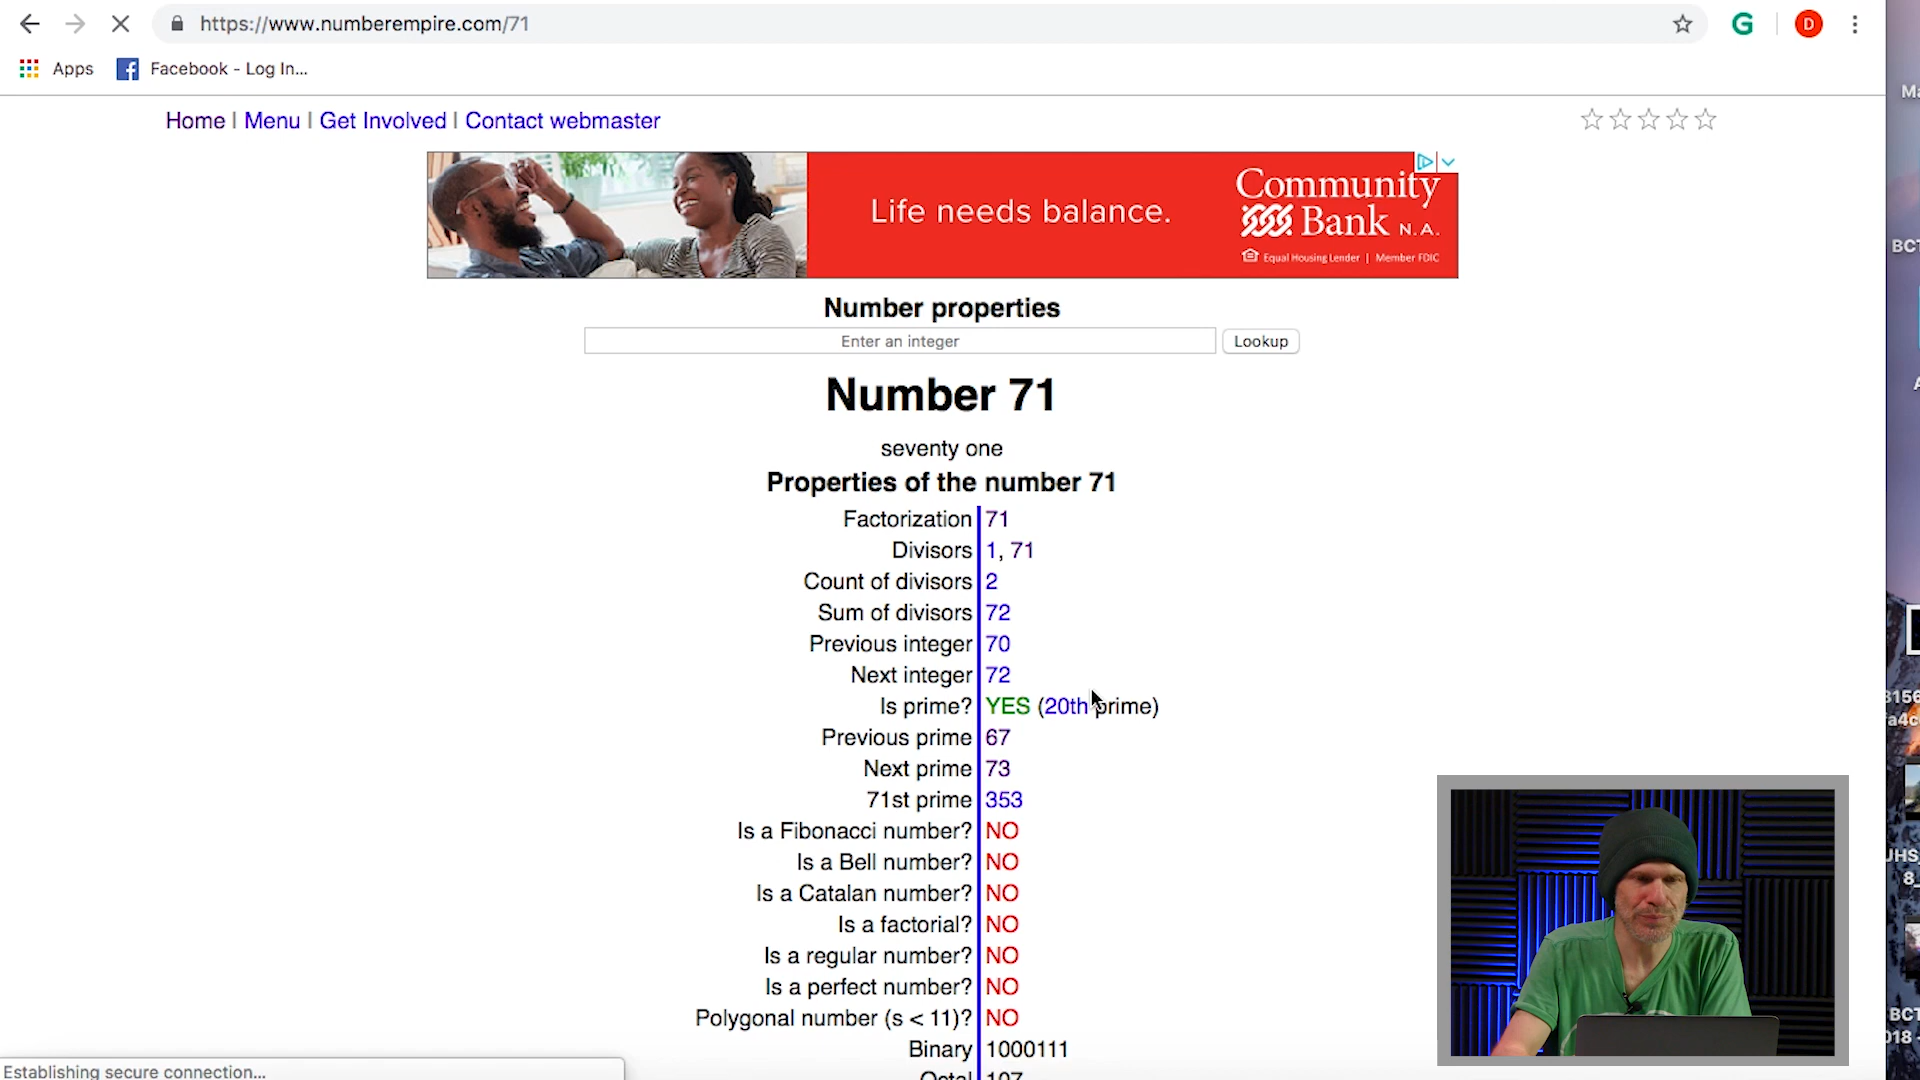 https://www.numberempire.com/71
G
D
Apps
Facebook - Log In...
Home | Menu | Get Involved | Contact webmaster
Life needs balance.
Community
Bank N.A.
Equal Housing Lender | Member FDIC
Number properties
Enter an integer
Lookup
Number 71
seventy one
Properties of the number 71
Factorization 71
Divisors 1, 71
Count of divisors 2
Sum of divisors 72
Previous integer 70
Next integer 72
Is prime? YES (20th prime)
Previous prime 67
Next prime 73
71st prime 353
Is a Fibonacci number? NO
Is a Bell number? NO
Is a Catalan number? NO
Is a factorial? NO
Is a regular number? NO
Is a perfect number? NO
Polygonal number (s < 11)? NO
Binary 1000111
Octal 107
Establishing secure connection...